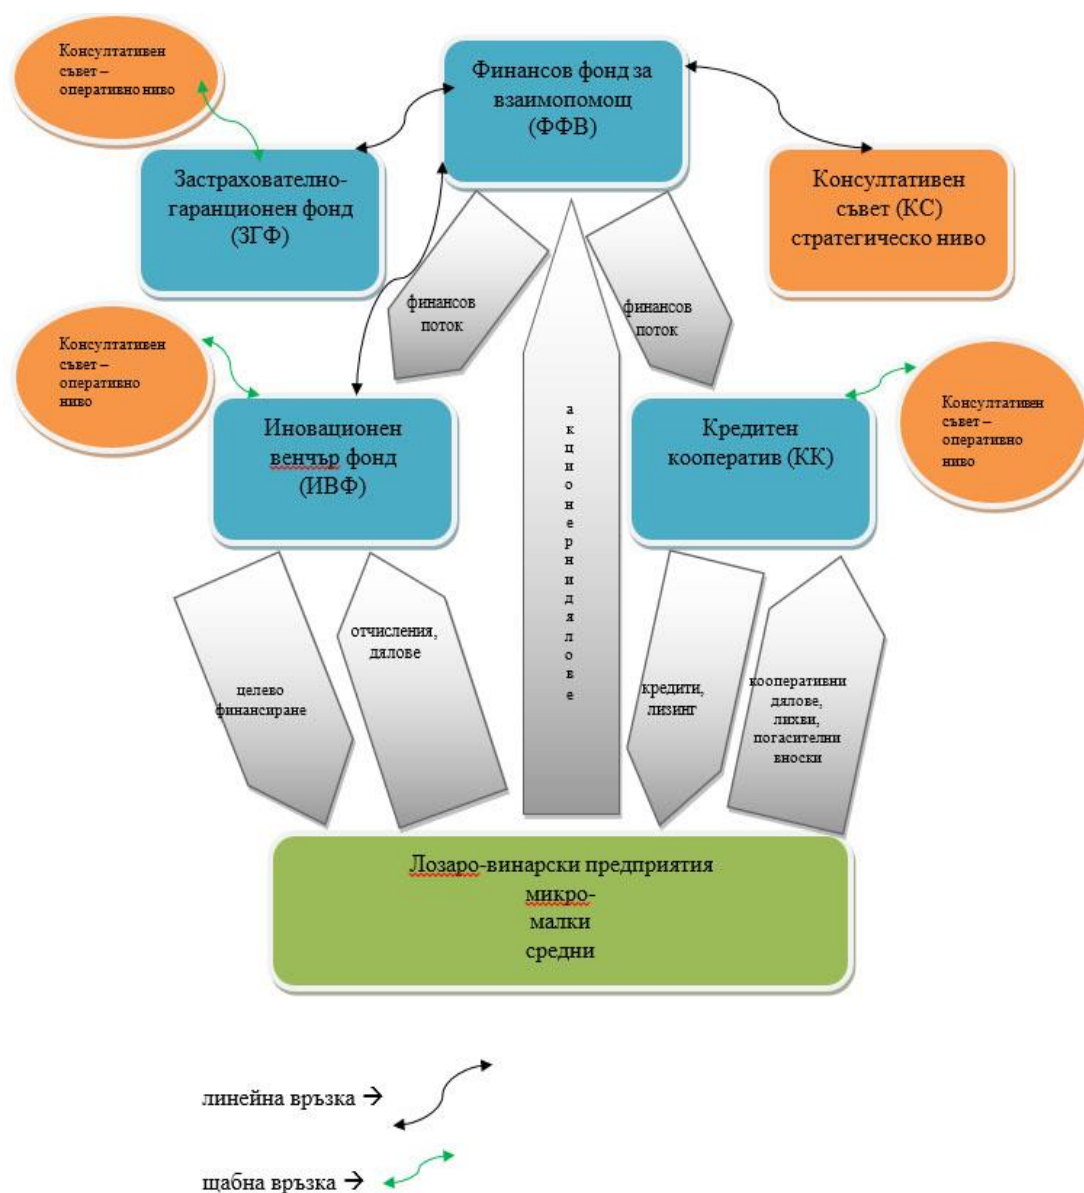 Консултативен
съвет –
оперативно ниво
Финансов фонд за
взаимопомощ
(ФФВ)
Застрахователно-
гаранционен фонд
(ЗГФ)
Консултативен
съвет (КС)
стратегическо ниво
финансов
поток
финансов
поток
Консултативен
съвет –
оперативно
ниво
Иновационен
венчър фонд
(ИВФ)
акционерни дялове
Кредитен
кооператив (КК)
Консултативен
съвет –
оперативно
ниво
целево
финансиране
отчисления,
дялове
кредити,
лизинг
кооперативни
дялове,
лихви,
погасителни
вноски
Лозаро-винарски предприятия
микро-
малки
средни
линейна връзка →
щабна връзка →